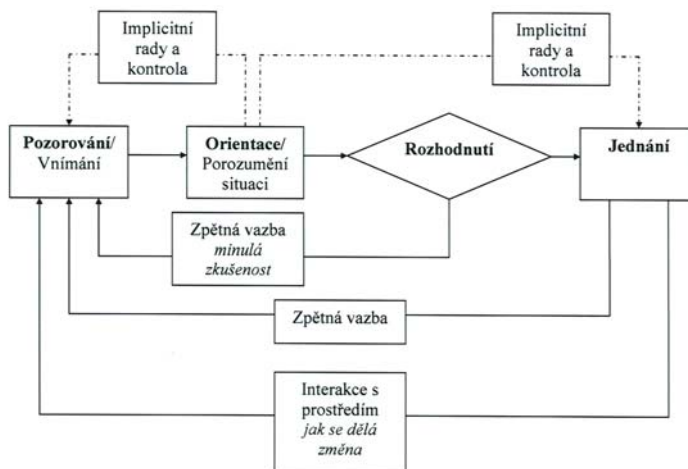 Implicitní
rady a
kontrola
Implicitní
rady a
kontrola
Pozorování/
Vnímání
Orientace/
Porozumění
situaci
Rozhodnutí
Jednání
Zpětná vazba
minulá
zkušenost
Zpětná vazba
Interakce s
prostředím
jak se dělá
změna